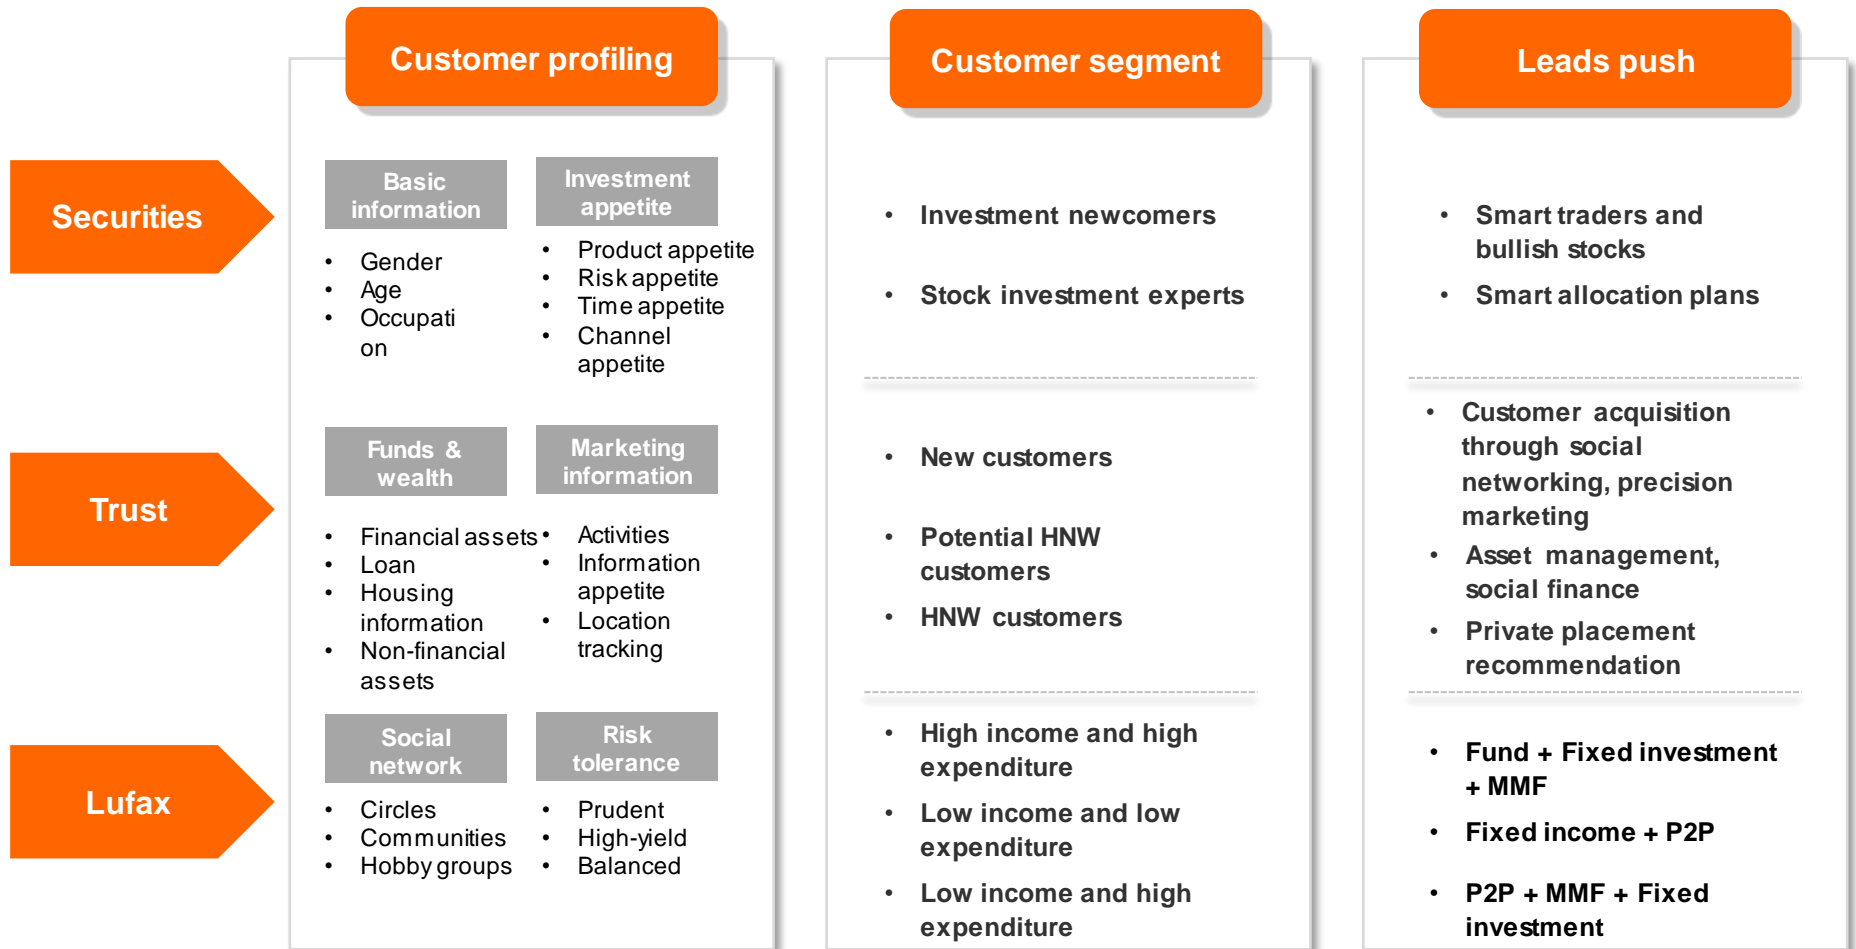 Customer profiling
Customer segment
Leads push
Securities
Basic
information
• Gender
• Age
• Occupati
on
Investment
appetite
• Product appetite
• Risk appetite
• Time appetite
• Channel
appetite
• Investment newcomers
• Stock investment experts
• Smart traders and
bullish stocks
• Smart allocation plans
Trust
Funds &
wealth
• Financial assets
• Loan
• Housing
information
• Non-financial
assets
Marketing
information
• Activities
• Information
appetite
• Location
tracking
• New customers
• Potential HNW
customers
• HNW customers
• Customer acquisition
through social
networking, precision
marketing
• Asset management,
social finance
• Private placement
recommendation
Lufax
Social
network
• Circles
• Communities
• Hobby groups
Risk
tolerance
• Prudent
• High-yield
• Balanced
• High income and high
expenditure
• Low income and low
expenditure
• Low income and high
expenditure
• Fund + Fixed investment
+ MMF
• Fixed income + P2P
• P2P + MMF + Fixed
investment